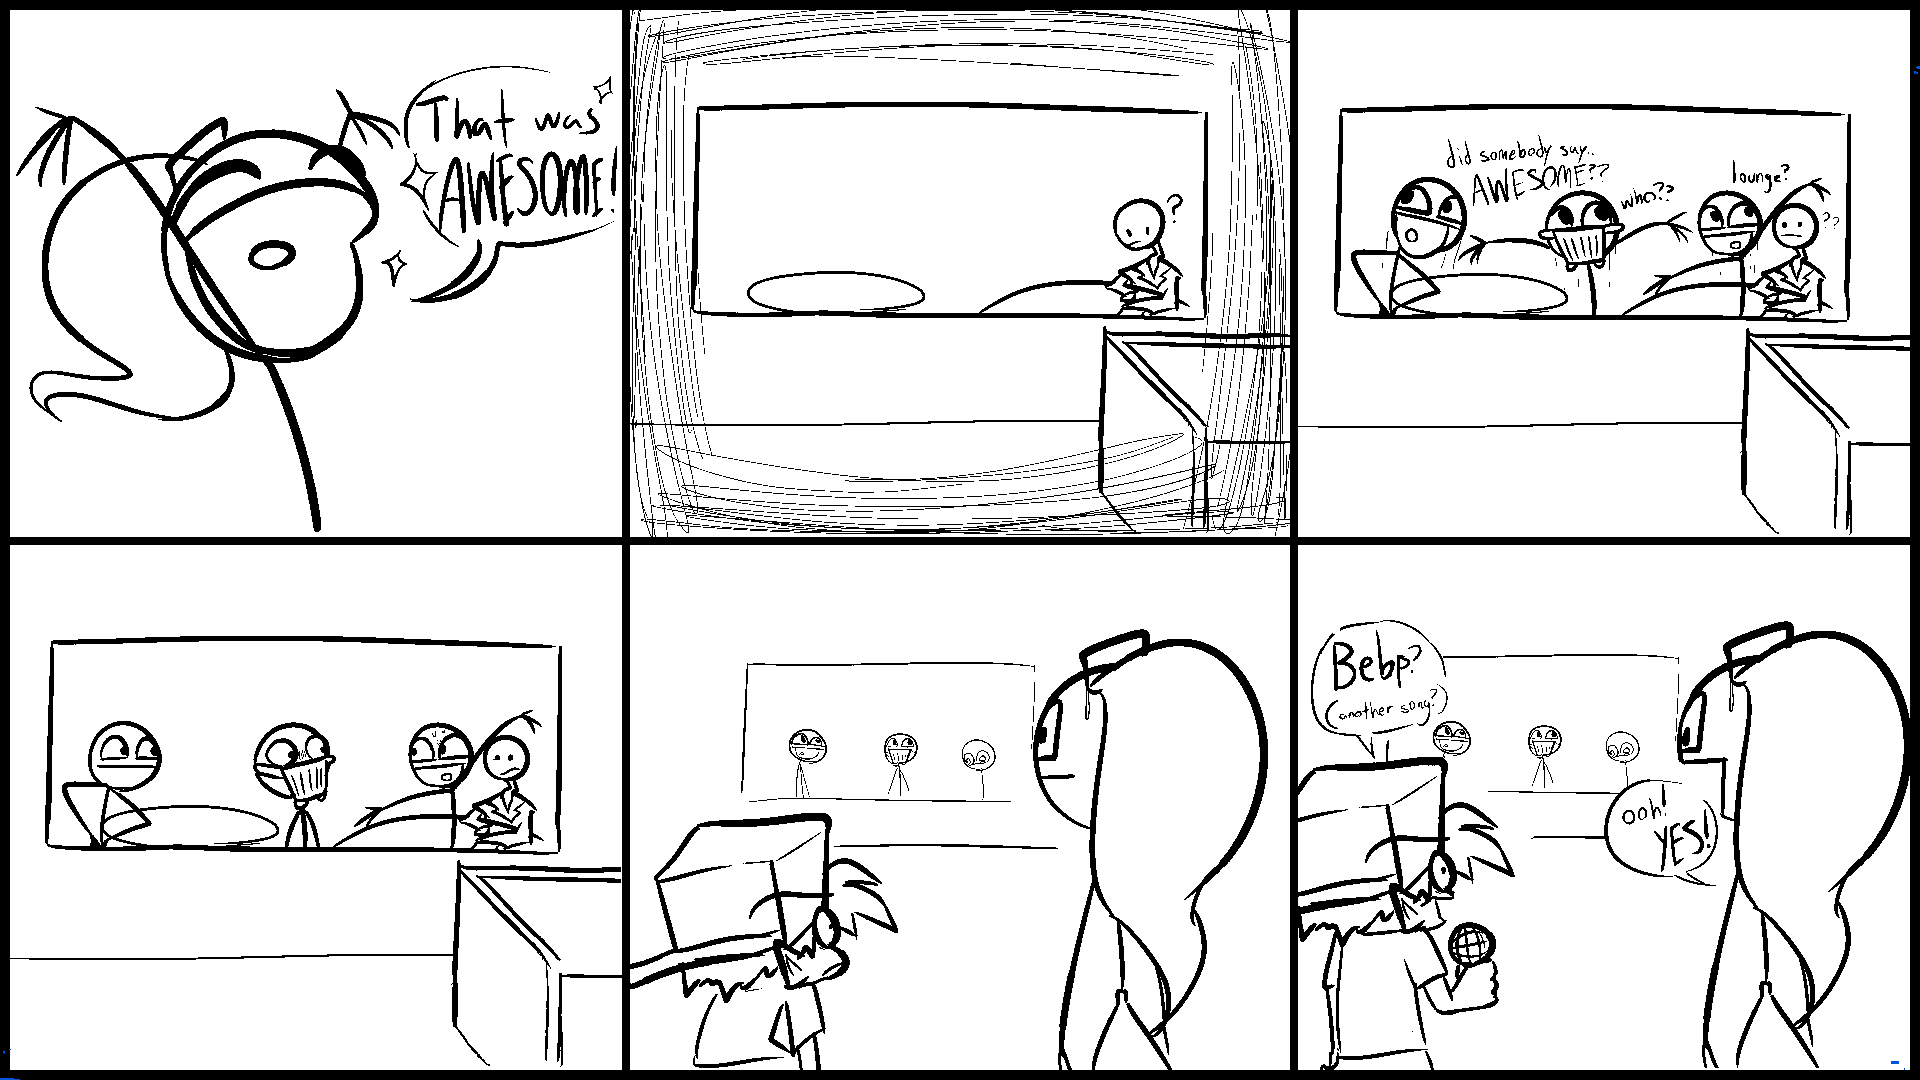 That was
AWESOME!
?
did somebody say..
AWESOME??
who??
lounge?
??
Bebp?
(another song?)
ooh!
YES!